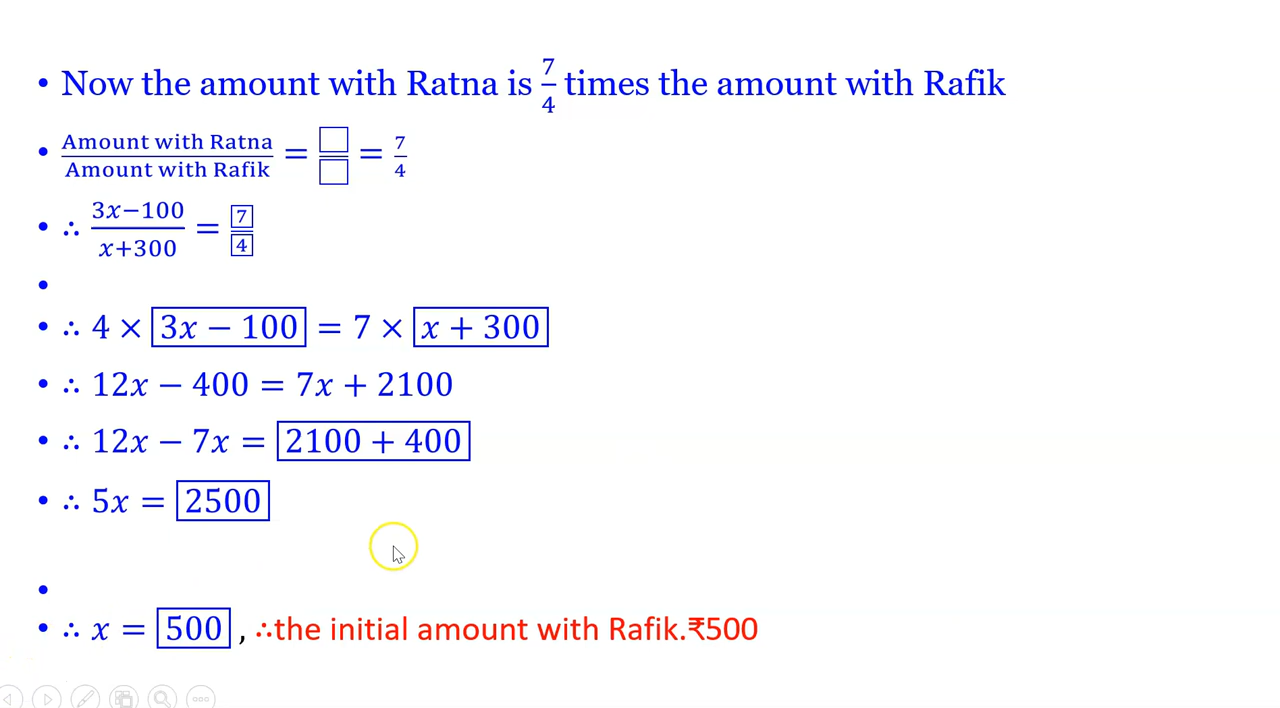 • Now the amount with Ratna is 7/4 times the amount with Rafik
• Amount with Ratna / Amount with Rafik = □/□ = 7/4
• ∴ 3x−100 / x+300 = 7/4
•
• ∴ 4 × 3x − 100 = 7 × x + 300
• ∴ 12x − 400 = 7x + 2100
• ∴ 12x − 7x = 2100 + 400
• ∴ 5x = 2500
•
• ∴ x = 500 , ∴the initial amount with Rafik.₹500